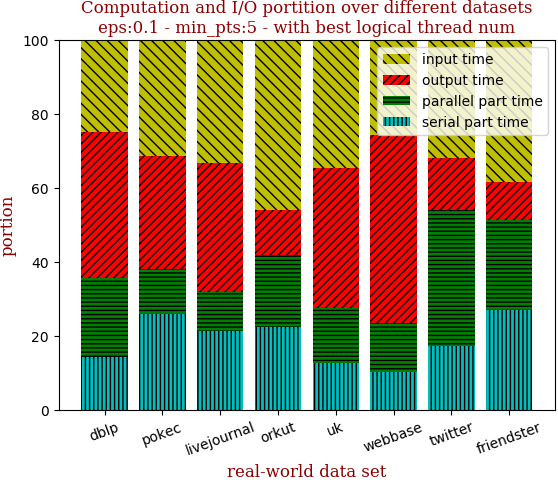 Computation and I/O portion over different datasets
eps:0.1 - min_pts:5 - with best logical thread num
100
80
60
40
20
0
portion
input time
output time
parallel part time
serial part time
dblp
pokec
livejournal
orkut
uk
webbase
twitter
friendster
real-world data set